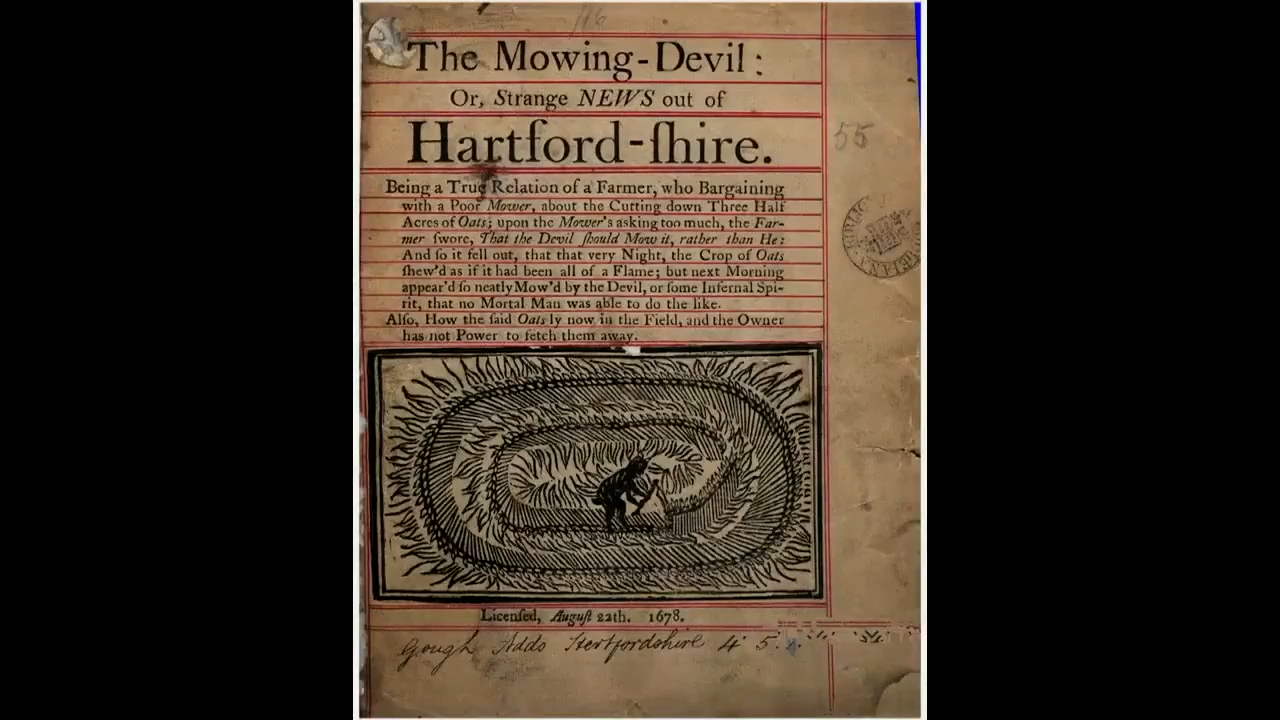 The Mowing-Devil:
Or, Strange NEWS out of
Hartford-ſhire.
Being a True Relation of a Farmer, who Bargaining
with a Poor Mower, about the Cutting down Three Half
Acres of Oats; upon the Mower's asking too much, the Far-
mer ſwore, That the Devil ſhould Mow it, rather than He:
And ſo it fell out, that that very Night, the Crop of Oats
ſhew'd as if it had been all of a Flame; but next Morning
appear'd ſo neatly Mow'd by the Devil, or ſome Infernal Spi-
rit, that no Mortal Man was able to do the like.
Alſo, How the ſaid Oats ly now in the Field, and the Owner
has not Power to fetch them away.
55
Licenſed, Auguſt 22th. 1678.
Gough Adds Hertfordshire 4° 5.